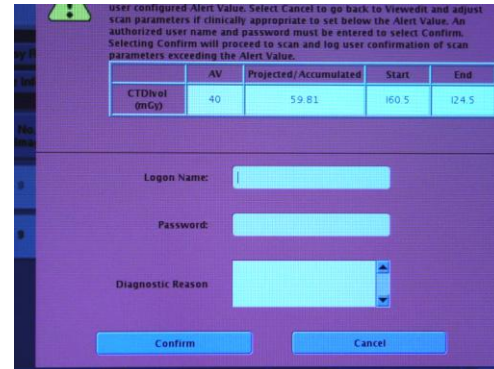 user configured Alert Value. Select Cancel to go back to Viewedit and adjust
scan parameters if clinically appropriate to set below the Alert Value. An
authorized user name and password must be entered to select Confirm.
Selecting Confirm will proceed to scan and log user confirmation of scan
parameters exceeding the Alert Value.
AV Projected/Accumulated Start End
CTDIvol
(mGy) 40 59.81 I60.5 I24.5
Logon Name:
Password:
Diagnostic Reason
Confirm Cancel